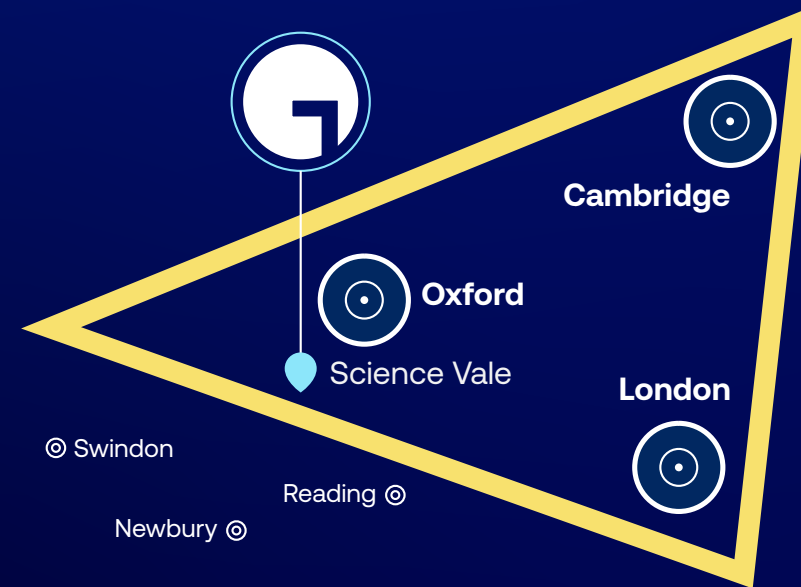 Cambridge
Oxford
Science Vale
London
Swindon
Reading
Newbury